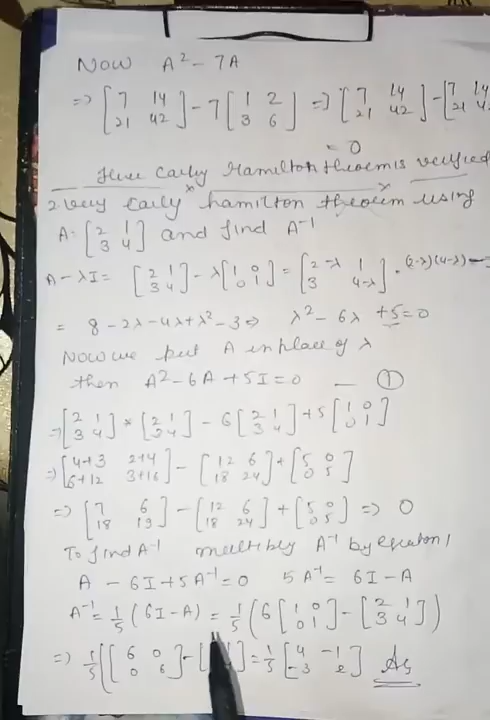 Now A² - 7A
=> [7 14 21 42] - 7 [1 2 3 6] => [7 14 21 42] - [7 14 21 4
= 0
Here Caily Hamilton theorem is verified
2 very Caily hamilton theorem using
A = [2 1 3 4] and find A⁻¹
A - λI = [2 1 3 4] - λ [1 0 0 1] = [2-λ 1 3 4-λ] . (2-λ)(4-λ) - 3
= 8 - 2λ - 4λ + λ² - 3 => λ² - 6λ + 5 = 0
Now we put A in place of λ
then A² - 6A + 5I = 0 — ①
=> [2 1 3 4] * [2 1 3 4] - 6 [2 1 3 4] + 5 [1 0 0 1]
=> [4+3 2+4 6+12 3+16] - [12 6 18 24] + [5 0 0 5]
=> [7 6 18 19] - [12 6 18 24] + [5 0 0 5] => 0
To find A⁻¹ multibly A⁻¹ by equation 1
A - 6I + 5A⁻¹ = 0 5A⁻¹ = 6I - A
A⁻¹ = 1/5 (6I - A) = 1/5 (6 [1 0 0 1] - [2 1 3 4])
=> 1/5 ([6 0 0 6] - [ ] = 1/5 [4 -1 -3 2] As